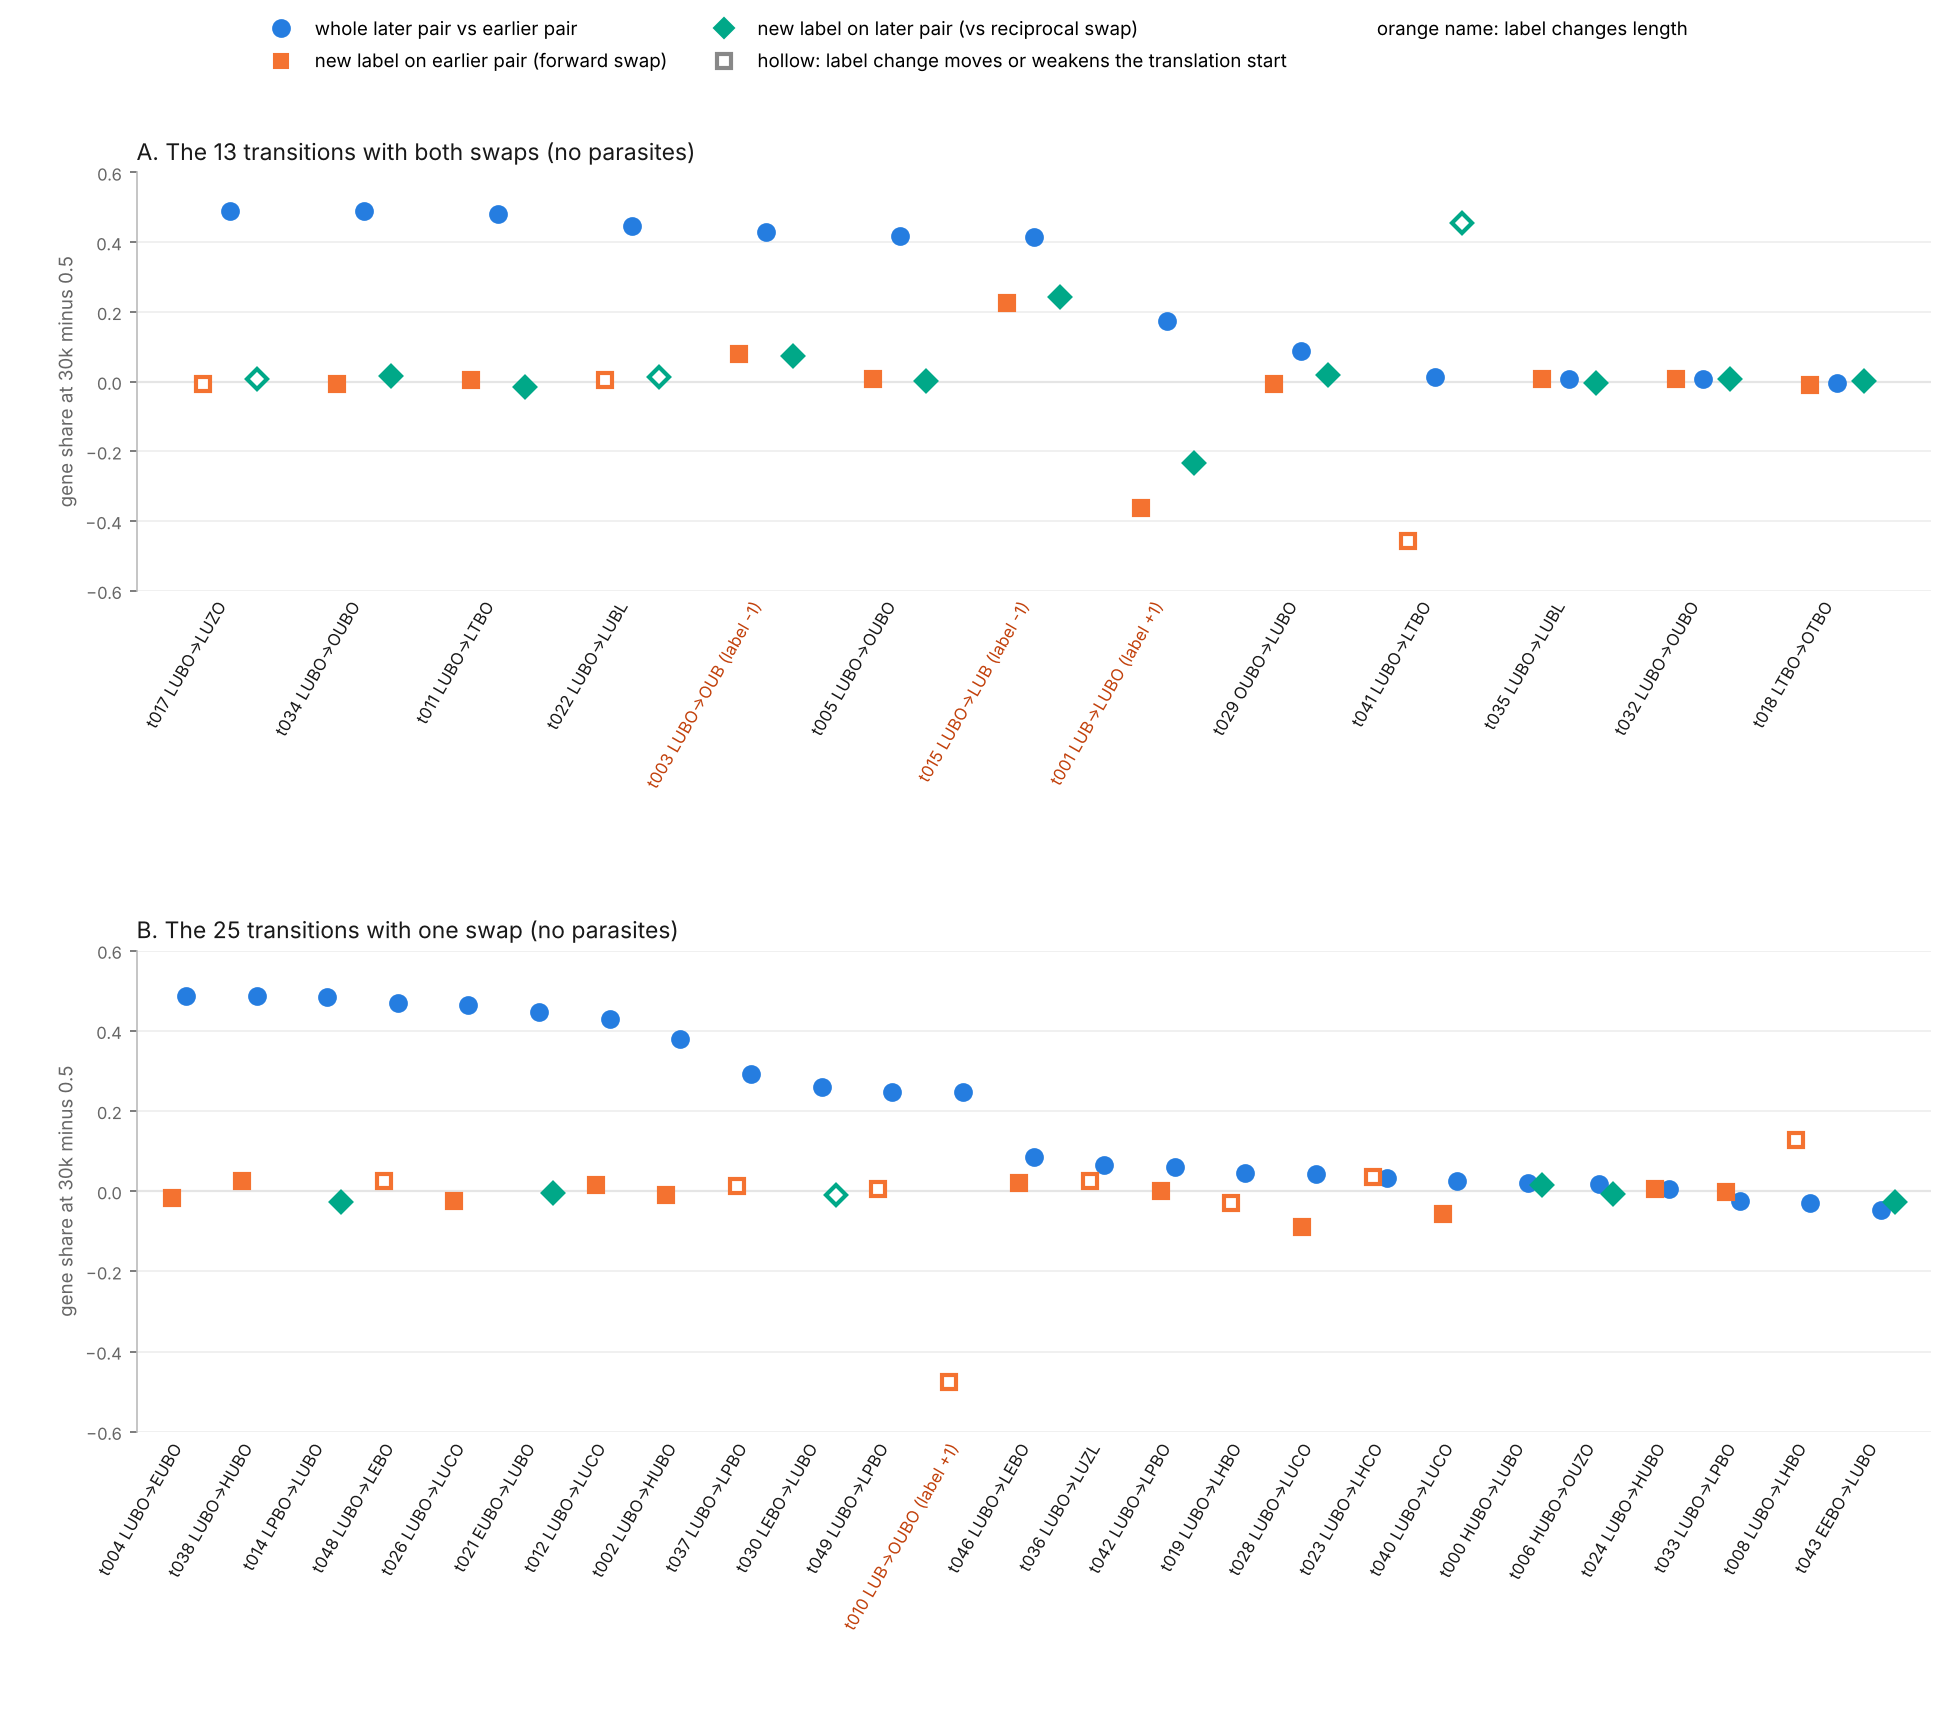 whole later pair vs earlier pair
new label on later pair (vs reciprocal swap)
orange name: label changes length
new label on earlier pair (forward swap)
hollow: label change moves or weakens the translation start
A. The 13 transitions with both swaps (no parasites)
gene share at 30k minus 0.5
0.6
0.4
0.2
0.0
−0.2
−0.4
−0.6
t017 LUBO→LUZO
t034 LUBO→OUBO
t011 LUBO→LTBO
t022 LUBO→LUBL
t003 LUBO→OUB (label -1)
t005 LUBO→OUBO
t015 LUBO→LUB (label -1)
t001 LUB→LUBO (label +1)
t029 OUBO→LUBO
t041 LUBO→LTBO
t035 LUBO→LUBL
t032 LUBO→OUBO
t018 LTBO→OTBO
B. The 25 transitions with one swap (no parasites)
gene share at 30k minus 0.5
0.6
0.4
0.2
0.0
−0.2
−0.4
−0.6
t004 LUBO→EUBO
t038 LUBO→HUBO
t014 LPBO→LUBO
t048 LUBO→LEBO
t026 LUBO→LUCO
t021 EUBO→LUBO
t012 LUBO→LUCO
t002 LUBO→HUBO
t037 LUBO→LPBO
t030 LEBO→LUBO
t049 LUBO→LPBO
t010 LUB→OUBO (label +1)
t046 LUBO→LEBO
t036 LUBO→LUZL
t042 LUBO→LPBO
t019 LUBO→LHBO
t028 LUBO→LUCO
t023 LUBO→LHCO
t040 LUBO→LUCO
t000 HUBO→LUBO
t006 HUBO→OUZO
t024 LUBO→HUBO
t033 LUBO→LPBO
t008 LUBO→LHBO
t043 EEBO→LUBO